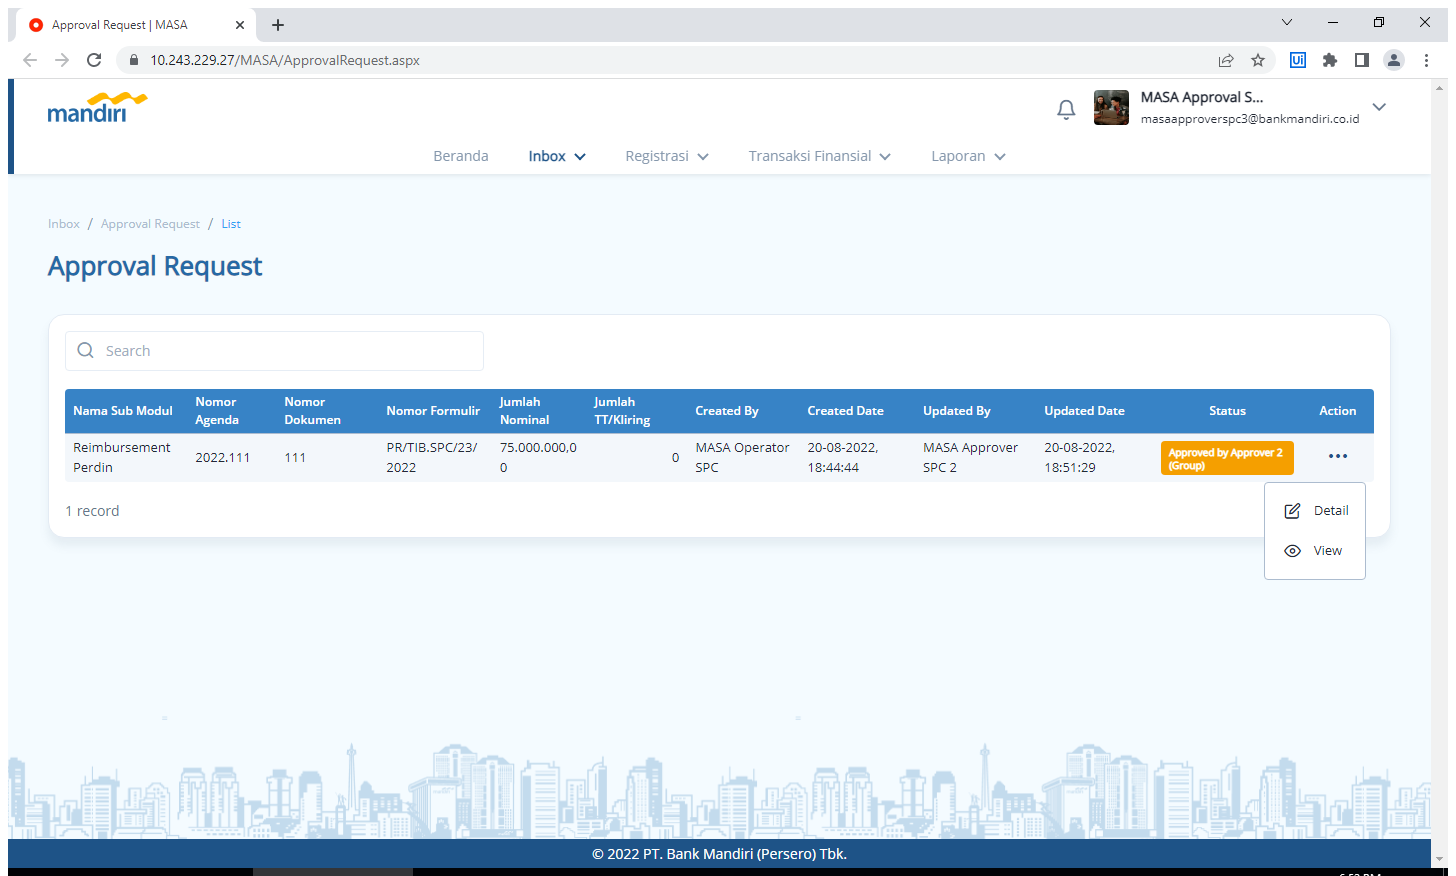 Approval Request | MASA
10.243.229.27/MASA/ApprovalRequest.aspx
Ui
mandiri
MASA Approval S...
masaapproverspc3@bankmandiri.co.id
Beranda
Inbox
Registrasi
Transaksi Finansial
Laporan
Inbox / Approval Request / List
Approval Request
Search
Nama Sub Modul
Nomor
Agenda
Nomor
Dokumen
Nomor Formulir
Jumlah
Nominal
Jumlah
TT/Kliring
Created By
Created Date
Updated By
Updated Date
Status
Action
Reimbursement
Perdin
2022.111
111
PR/TIB.SPC/23/
2022
75.000.000,0
0
0
MASA Operator
SPC
20-08-2022,
18:44:44
MASA Approver
SPC 2
20-08-2022,
18:51:29
Approved by Approver 2
(Group)
1 record
Detail
View
© 2022 PT. Bank Mandiri (Persero) Tbk.